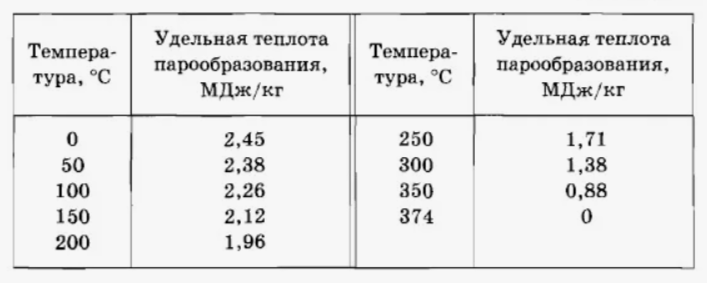 Темпера- Удельная теплота Темпера- Удельная теплота
тура, °C парообразования, тура, °C парообразования,
МДж/кг МДж/кг
0 2,45 250 1,71
50 2,38 300 1,38
100 2,26 350 0,88
150 2,12 374 0
200 1,96